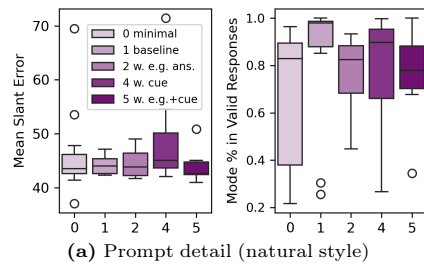 Mean Slant Error
70
60
50
40
0 minimal
1 baseline
2 w. e.g. ans.
4 w. cue
5 w. e.g.+cue
0 1 2 4 5
Mode % in Valid Responses
1.0
0.8
0.6
0.4
0.2
0 1 2 4 5
(a) Prompt detail (natural style)